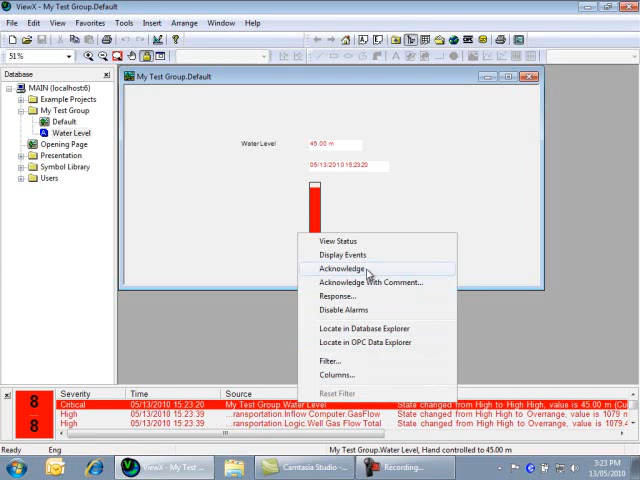 ViewX - My Test Group.Default
File Edit View Favorites Tools Insert Arrange Window Help
51%
Database
MAIN (localhost6)
Example Projects
My Test Group
Default
Water Level
Opening Page
Presentation
Symbol Library
Users
My Test Group.Default
Water Level 45.00 m
05/13/2010 15:23:20
View Status
Display Events
Acknowledge
Acknowledge With Comment...
Response...
Disable Alarms
Locate in Database Explorer
Locate in OPC Data Explorer
Filter...
Columns...
Reset Filter
8
8
Severity Time Source
Critical 05/13/2010 15:23:20 My Test Group.Water Level State changed from High to High High, value is 45.00 m (Cu
High 05/13/2010 15:23:39 ...ransportation.Inflow Computer.GasFlow State changed from High to Overrange, value is 1079 m
High 05/13/2010 15:23:39 ...ransportation.Logic.Well Gas Flow Total State changed from High to Overrange, value is 1079.4
Ready Eng My Test Group.Water Level, Hand controlled to 45.00 m
ViewX - My Test ...
Camtasia Studio - ...
Recording...
3:23 PM
13/05/2010